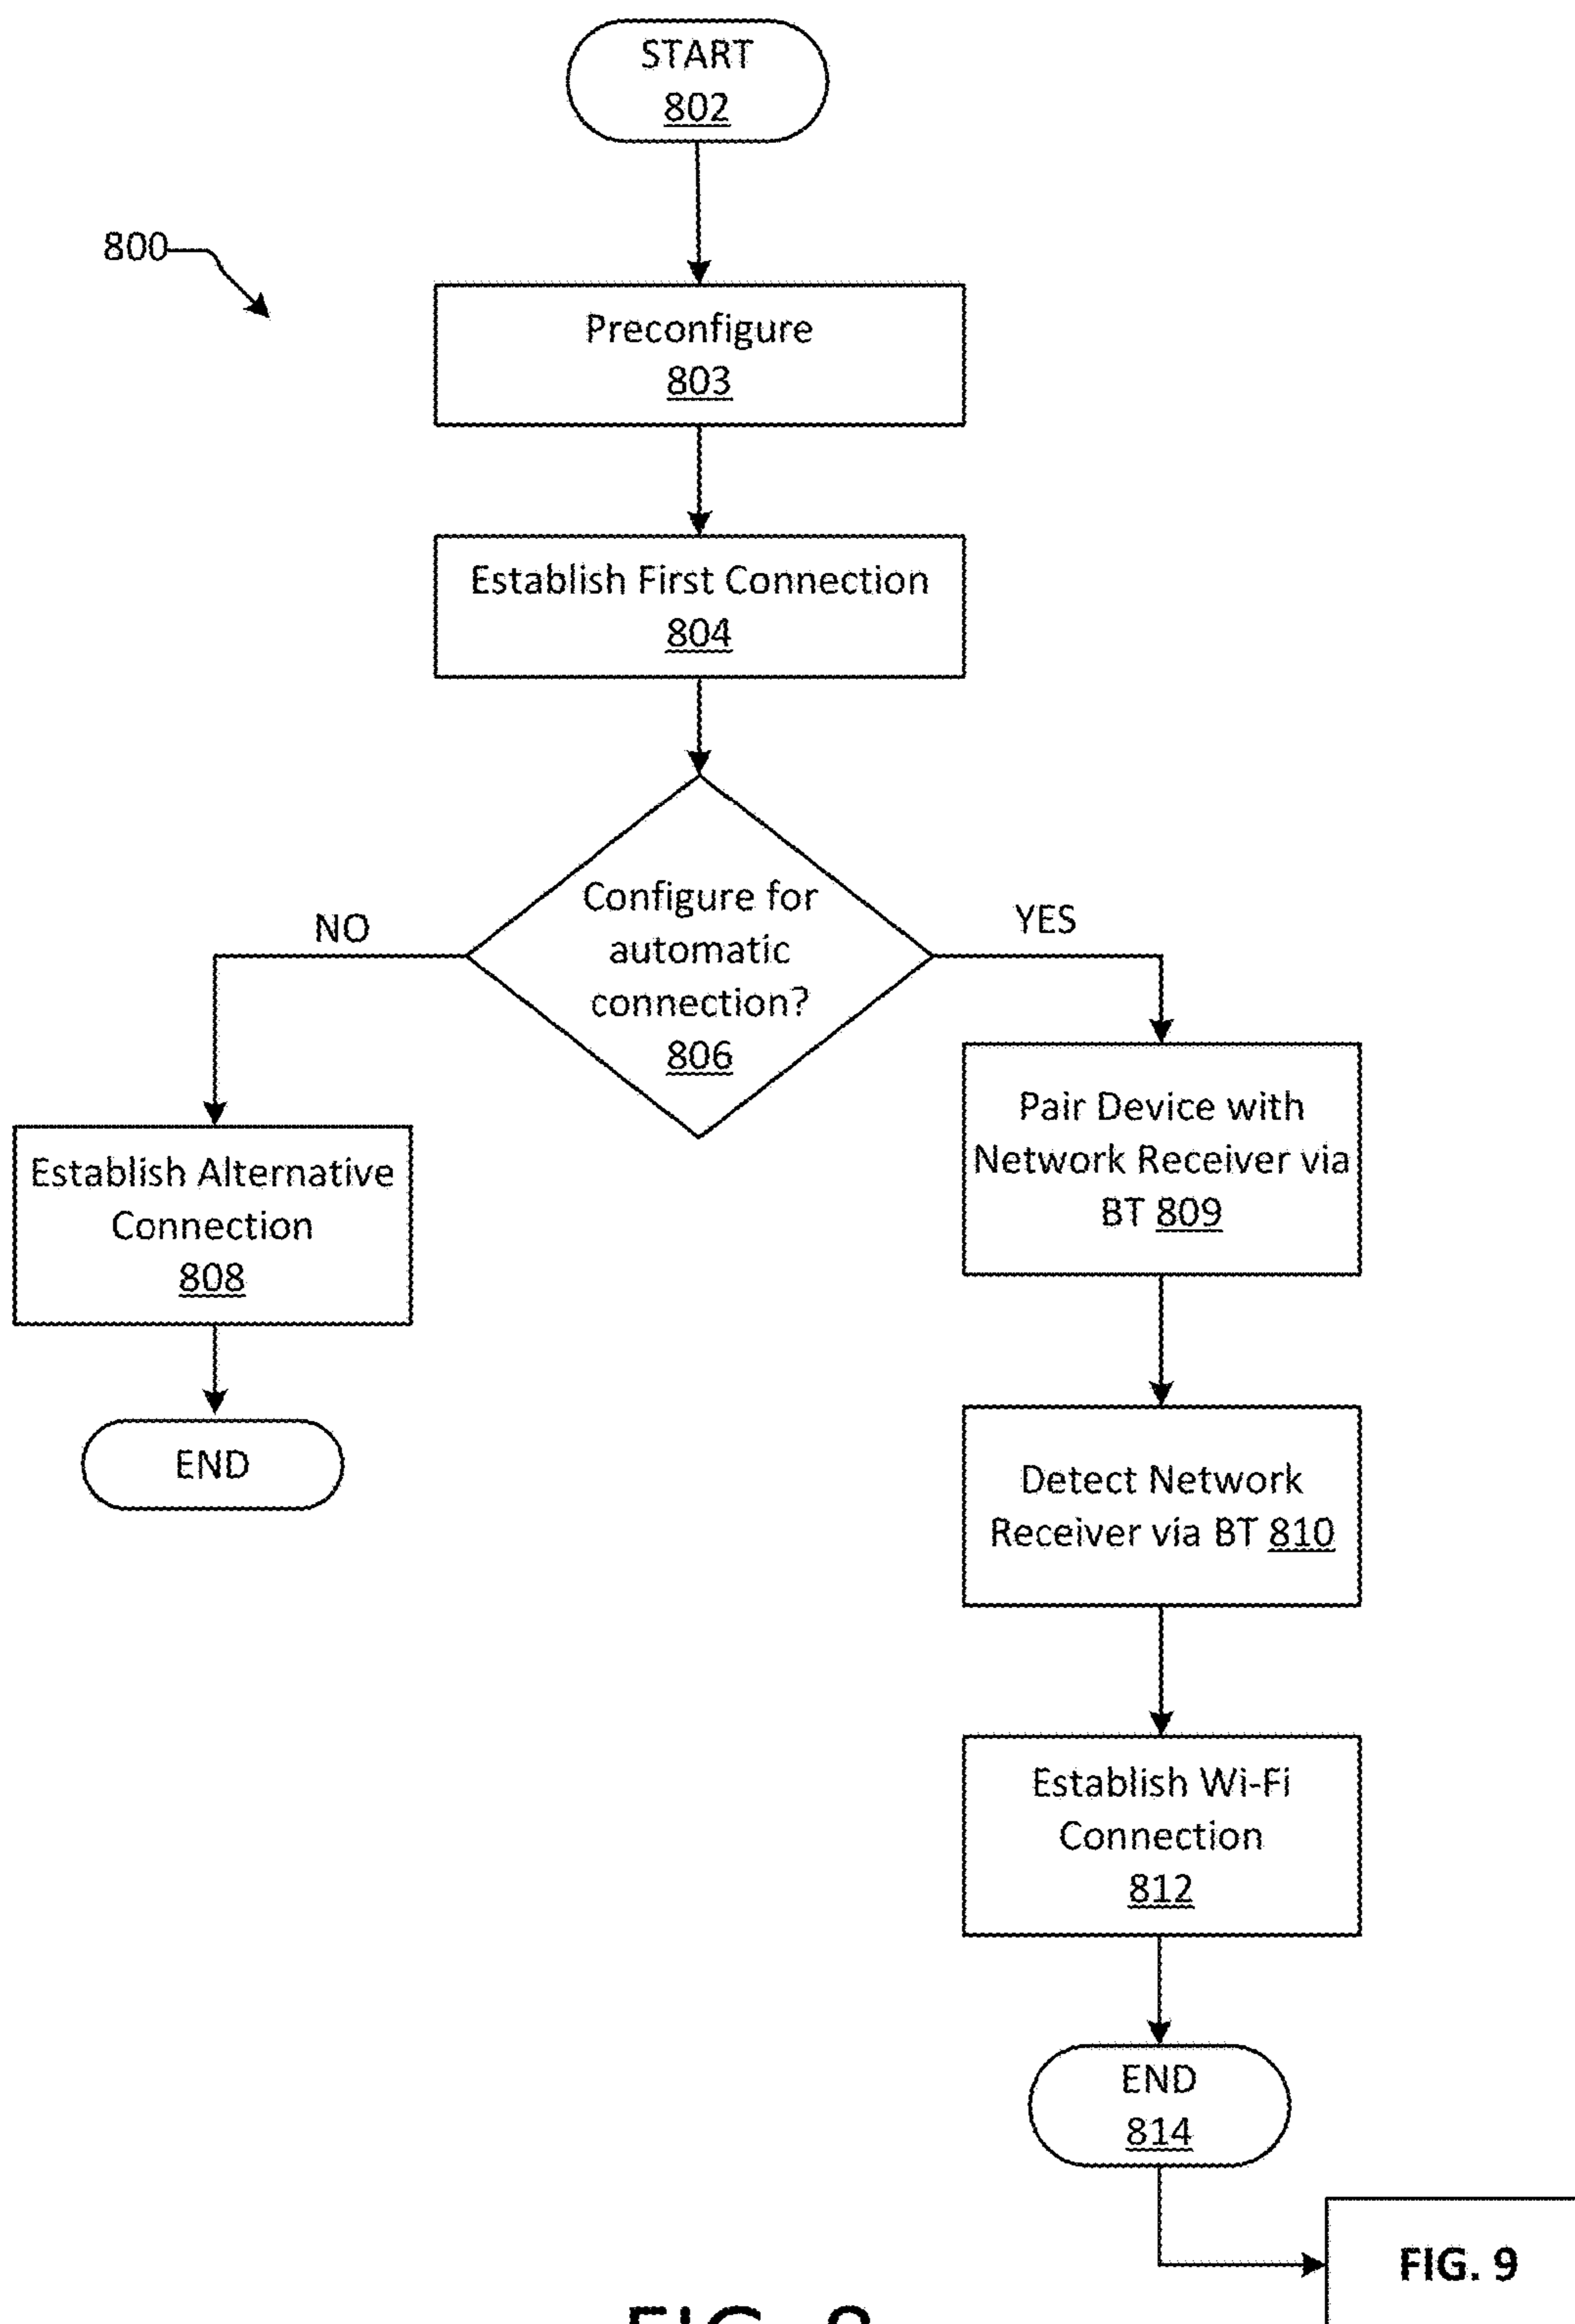 START
802
800
Preconfigure
803
Establish First Connection
804
Configure for
automatic
connection?
806
NO
YES
Establish Alternative
Connection
808
END
Pair Device with
Network Receiver via
BT 809
Detect Network
Receiver via BT 810
Establish Wi-Fi
Connection
812
END
814
FIG. 9
FIG. 8